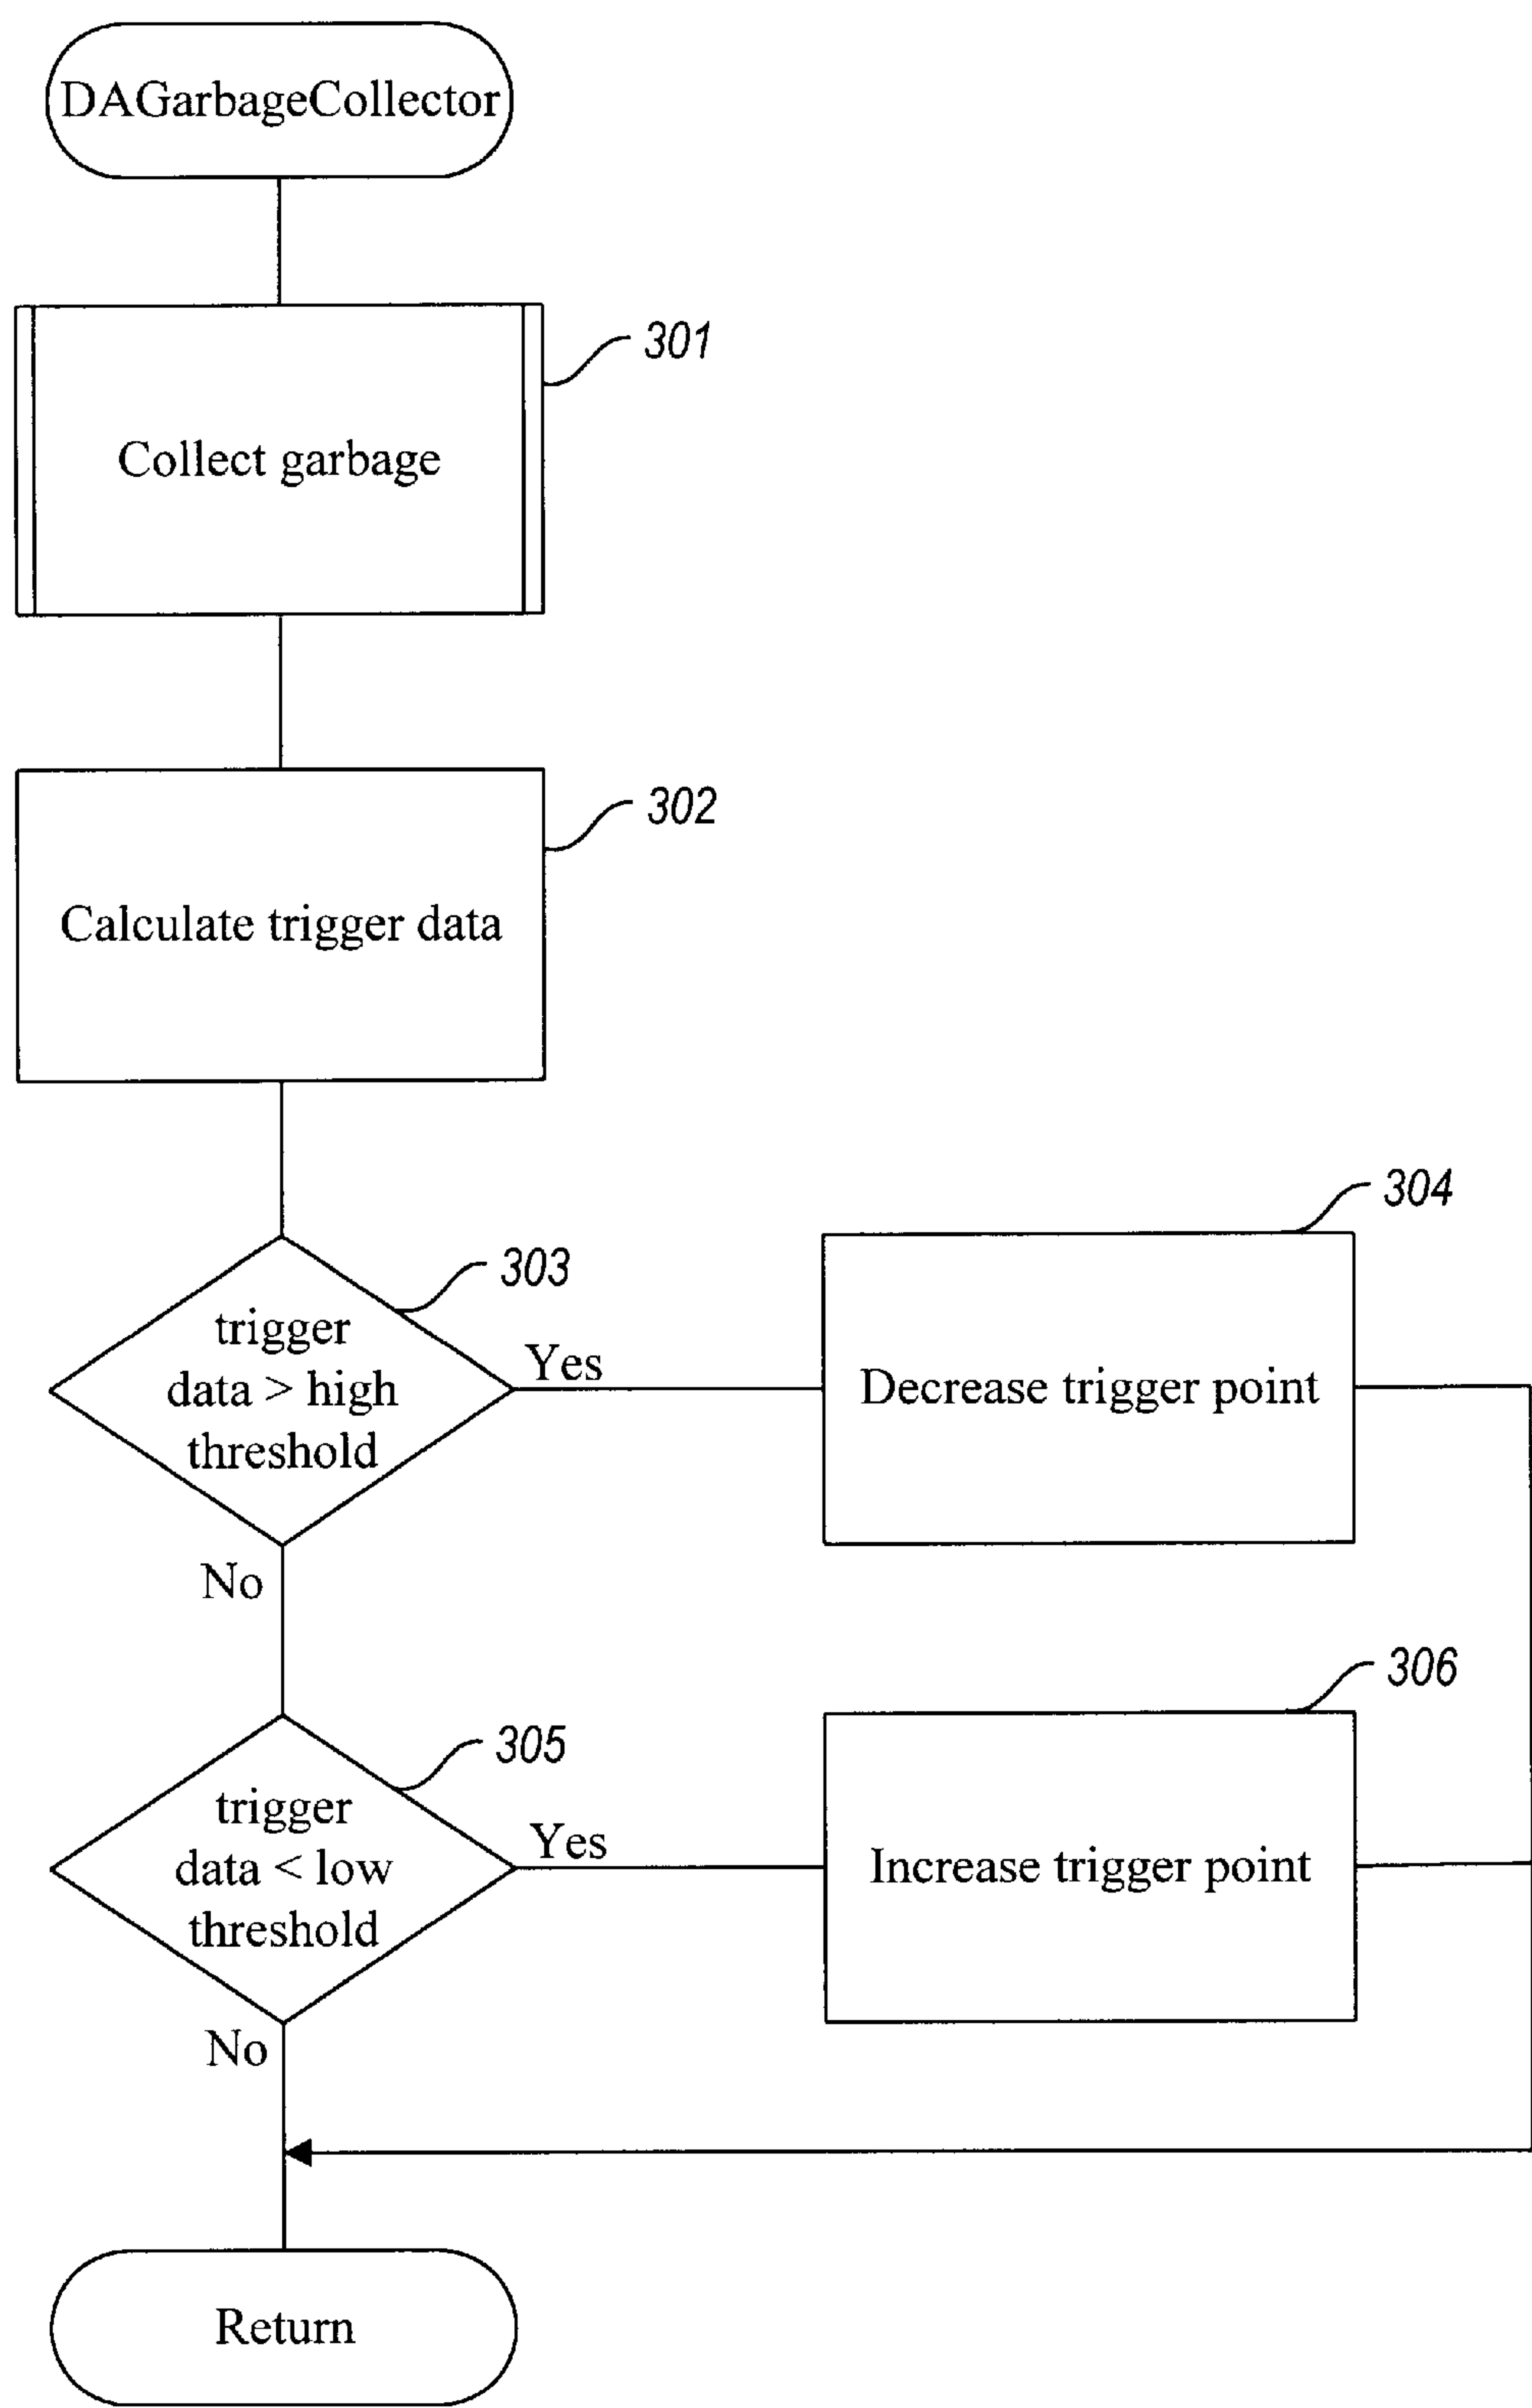 DAGarbageCollector
301
Collect garbage
302
Calculate trigger data
303
trigger
data > high
threshold
Yes
304
Decrease trigger point
No
305
trigger
data < low
threshold
Yes
306
Increase trigger point
No
Return